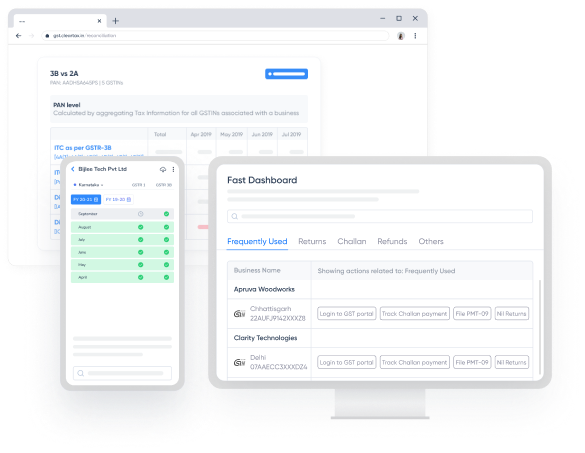 gst.cleartax.in/reconciliation
3B vs 2A
PAN: AADHSA645PS | 5 GSTINs
PAN level
Calculated by aggregating Tax Information for all GSTINs associated with a business
Total Apr 2019 May 2019 Jun 2019 Jul 2019
ITC as per GSTR-3B
Bijlee Tech Pvt Ltd
Karnataka
GSTR 1 GSTR 3B
FY 20-21 FY 19-20
September
August
July
June
May
April
Fast Dashboard
Frequently Used Returns Challan Refunds Others
Business Name Showing actions related to: Frequently Used
Apruva Woodworks
Chhattisgarh
22AUFJ9142XXXZ8
Login to GST portal Track Challan payment File PMT-09 Nil Returns
Clarity Technologies
Delhi
07AAECC3XXXDZ4
Login to GST portal Track Challan payment File PMT-09 Nil Returns